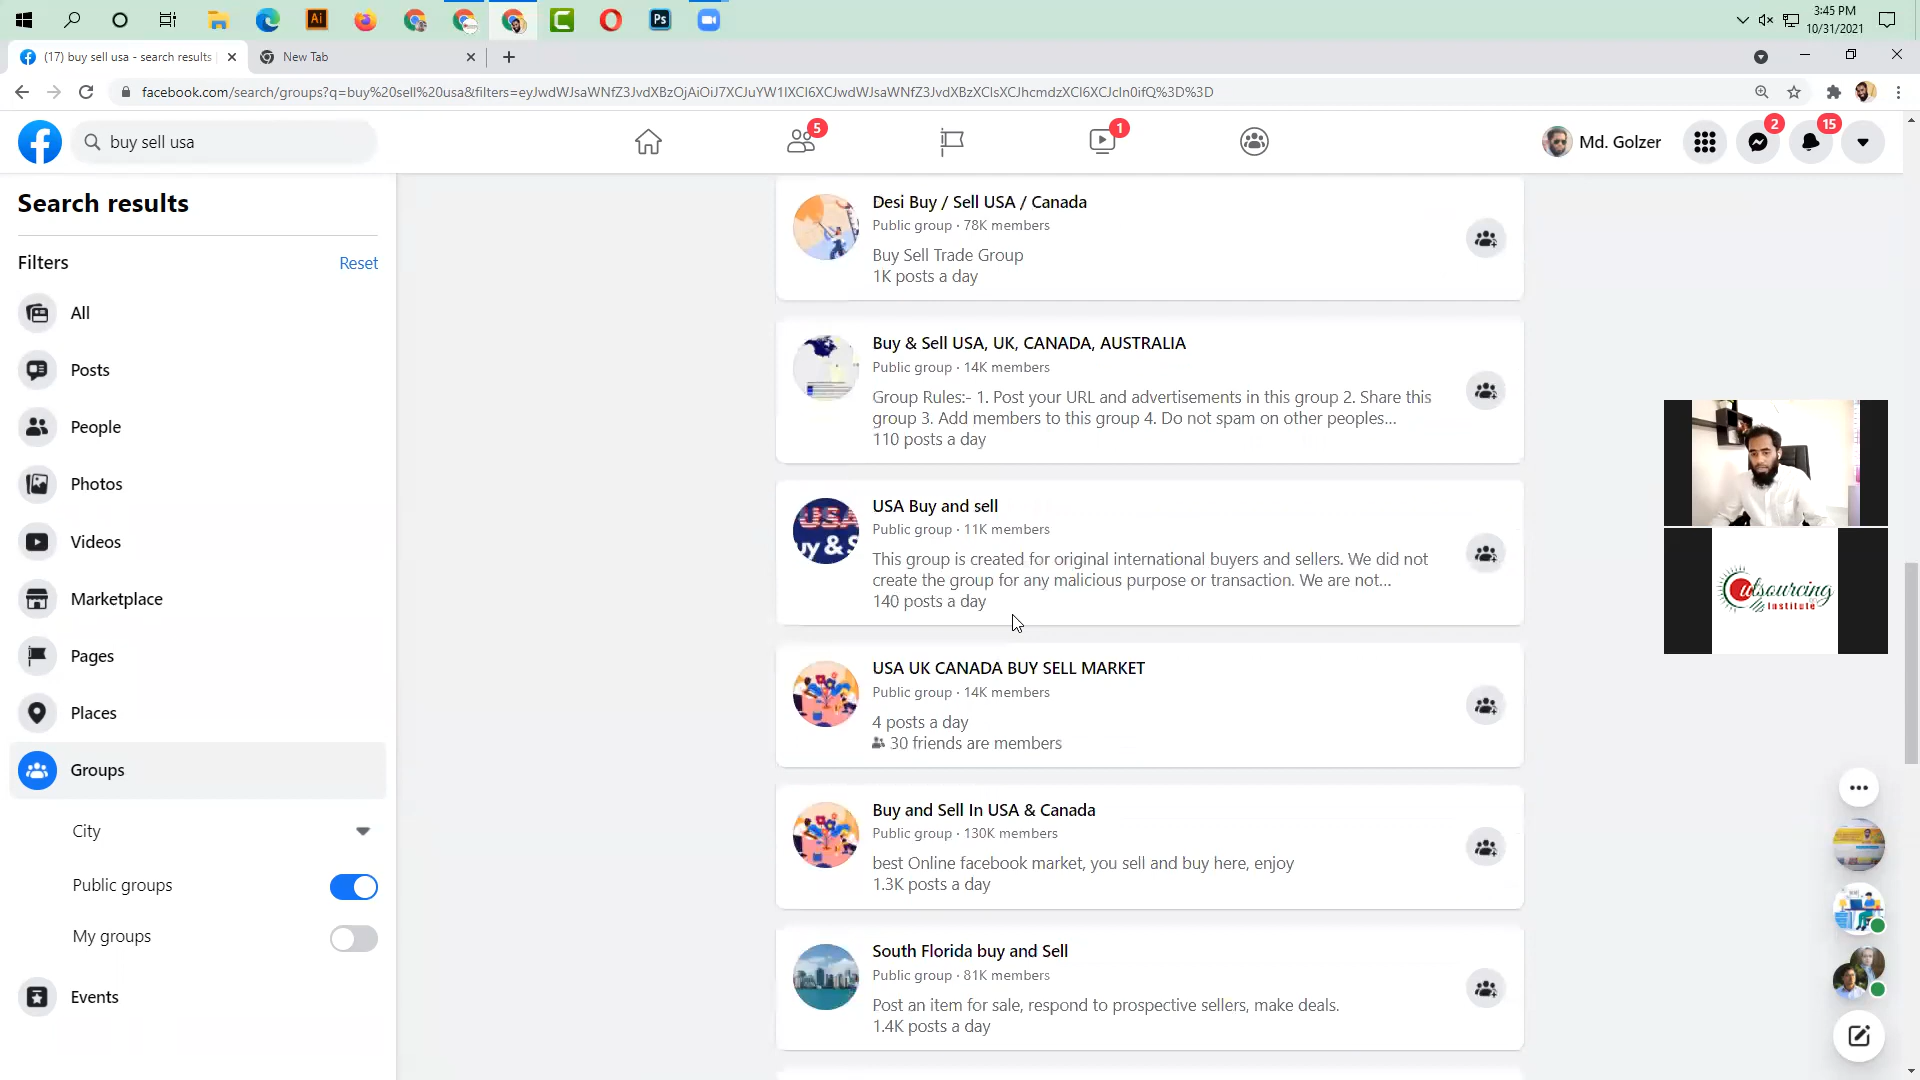 Ai
Ps
3:45 PM
10/31/2021
(17) buy sell usa - search results
New Tab
facebook.com/search/groups?q=buy%20sell%20usa&filters=eyJwdWJsaWNfZ3JvdXBzOjAiOiJ7XCJuYW1lXCI6XCJwdWJsaWNfZ3JvdXBzXCIsXCJhcmdzXCI6XCJcIn0ifQ%3D%3D
buy sell usa
5
1
Md. Golzer
2
15
Search results
Filters
Reset
All
Posts
People
Photos
Videos
Marketplace
Pages
Places
Groups
City
Public groups
My groups
Events
Desi Buy / Sell USA / Canada
Public group · 78K members
Buy Sell Trade Group
1K posts a day
Buy & Sell USA, UK, CANADA, AUSTRALIA
Public group · 14K members
Group Rules:- 1. Post your URL and advertisements in this group 2. Share this
group 3. Add members to this group 4. Do not spam on other peoples...
110 posts a day
USA
uy & S
USA Buy and sell
Public group · 11K members
This group is created for original international buyers and sellers. We did not
create the group for any malicious purpose or transaction. We are not...
140 posts a day
USA UK CANADA BUY SELL MARKET
Public group · 14K members
4 posts a day
30 friends are members
Buy and Sell In USA & Canada
Public group · 130K members
best Online facebook market, you sell and buy here, enjoy
1.3K posts a day
South Florida buy and Sell
Public group · 81K members
Post an item for sale, respond to prospective sellers, make deals.
1.4K posts a day
Outsourcing
Institute